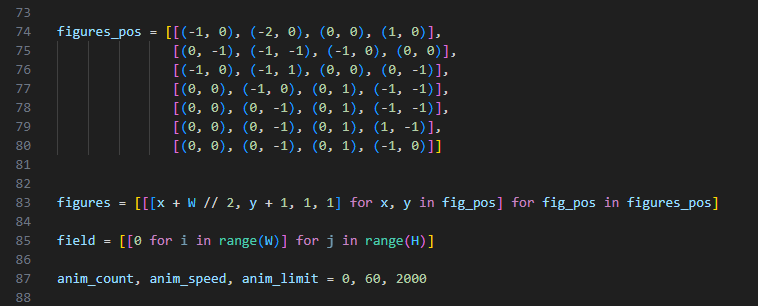 73
74 figures_pos = [[(-1, 0), (-2, 0), (0, 0), (1, 0)],
75 [(0, -1), (-1, -1), (-1, 0), (0, 0)],
76 [(-1, 0), (-1, 1), (0, 0), (0, -1)],
77 [(0, 0), (-1, 0), (0, 1), (-1, -1)],
78 [(0, 0), (0, -1), (0, 1), (-1, -1)],
79 [(0, 0), (0, -1), (0, 1), (1, -1)],
80 [(0, 0), (0, -1), (0, 1), (-1, 0)]]
81
82
83 figures = [[[x + W // 2, y + 1, 1, 1] for x, y in fig_pos] for fig_pos in figures_pos]
84
85 field = [[0 for i in range(W)] for j in range(H)]
86
87 anim_count, anim_speed, anim_limit = 0, 60, 2000
88